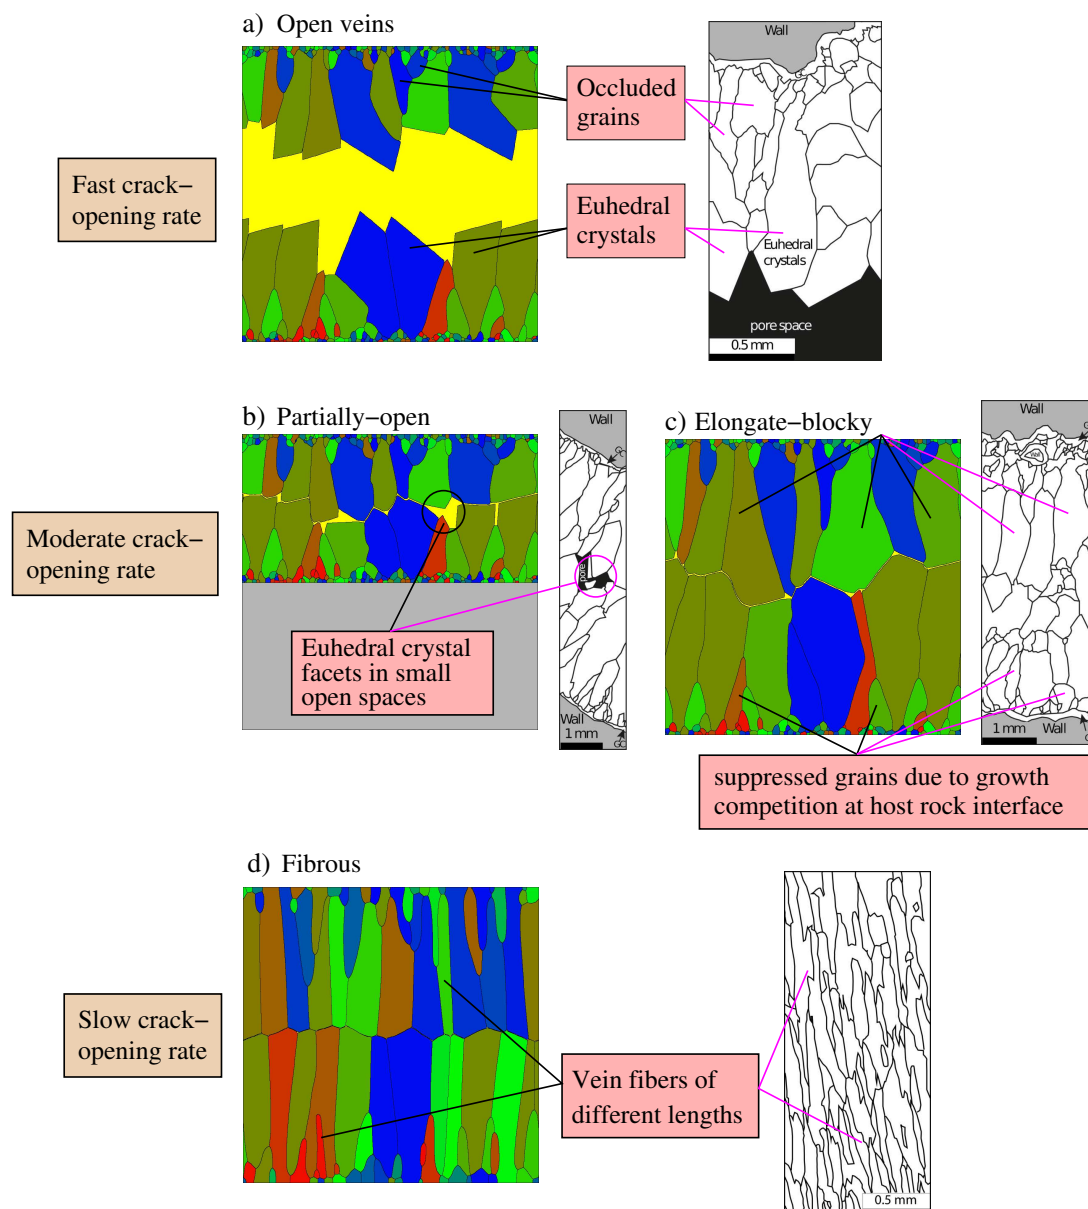 a) Open veins
Wall
Occluded
grains
Fast crack−
opening rate
Euhedral
crystals
Euhedral
crystals
pore space
0.5 mm
b) Partially−open
Wall
c) Elongate−blocky
Wall
Moderate crack−
opening rate
pore
Euhedral crystal
facets in small
open spaces
Wall
1 mm
GC
Wall
1 mm
suppressed grains due to growth
competition at host rock interface
d) Fibrous
Slow crack−
opening rate
Vein fibers of
different lengths
0.5 mm